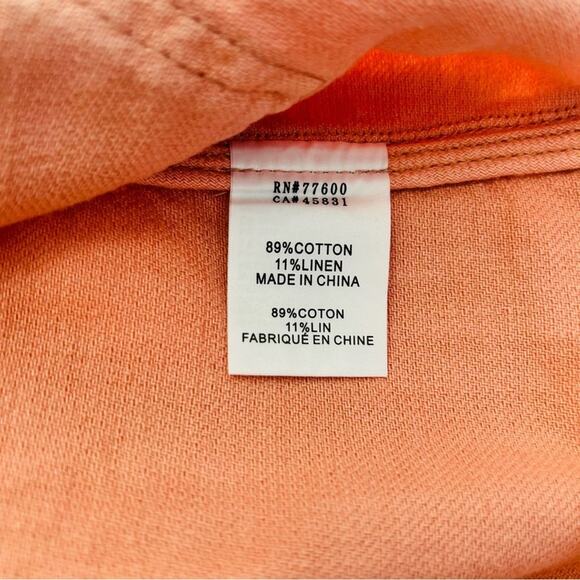 RN#77600
CA#45831
89%COTTON
11%LINEN
MADE IN CHINA
89%COTON
11%LIN
FABRIQUÉ EN CHINE